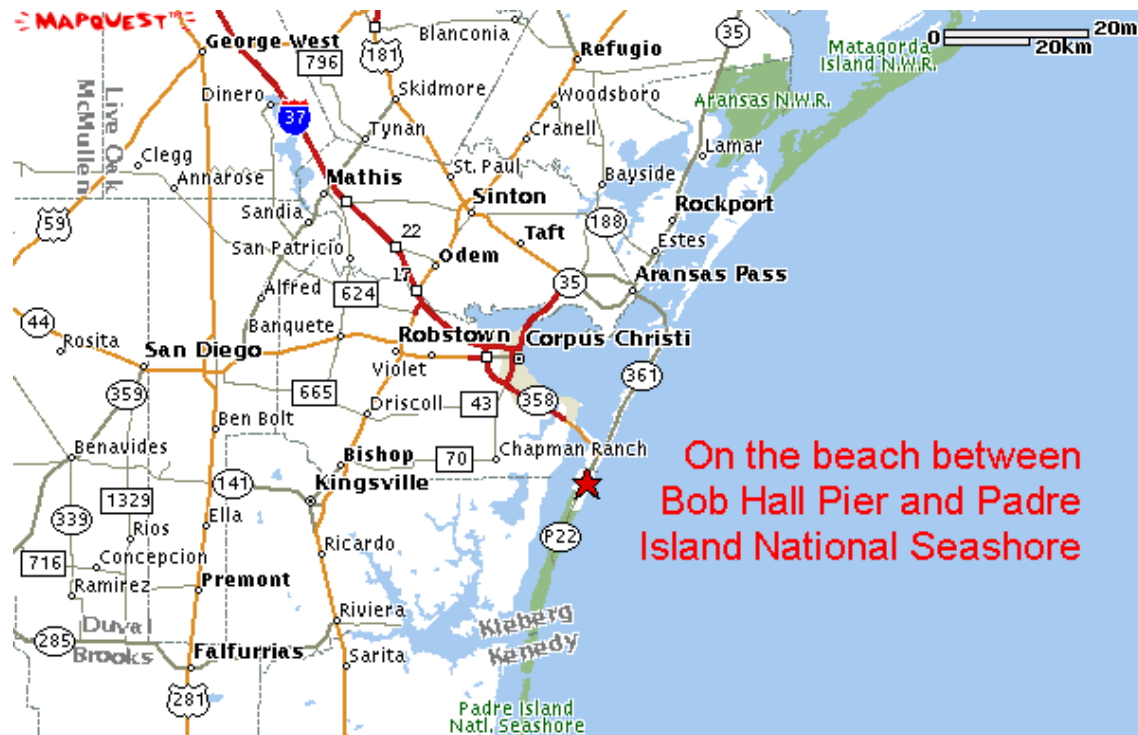 MAPQUEST
George West
Blanconia
Refugio
35
Matagorda
Island N.W.R.
0
20m
20km
796
181
Dinero
Skidmore
Woodsboro
Aransas N.W.R.
37
Live Oak
McMullen
Tynan
Cranell
Lamar
Clegg
Annarose
St. Paul
Bayside
Mathis
Sinton
Rockport
59
Sandia
22
188
Taft
Estes
San Patricio
Odem
Aransas Pass
17
35
Alfred
624
44
Banquete
Robstown
Corpus Christi
Rosita
San Diego
Violet
361
359
665
43
358
Driscoll
Ben Bolt
Benavides
Bishop
70
Chapman Ranch
On the beach between
Bob Hall Pier and Padre
Island National Seashore
141
Kingsville
1329
339
Ella
Rios
P22
716
Concepcion
Ricardo
Ramirez
Premont
Riviera
Duval
Brooks
Kleberg
Kenedy
285
Falfurrias
Sarita
281
Padre Island
Natl. Seashore